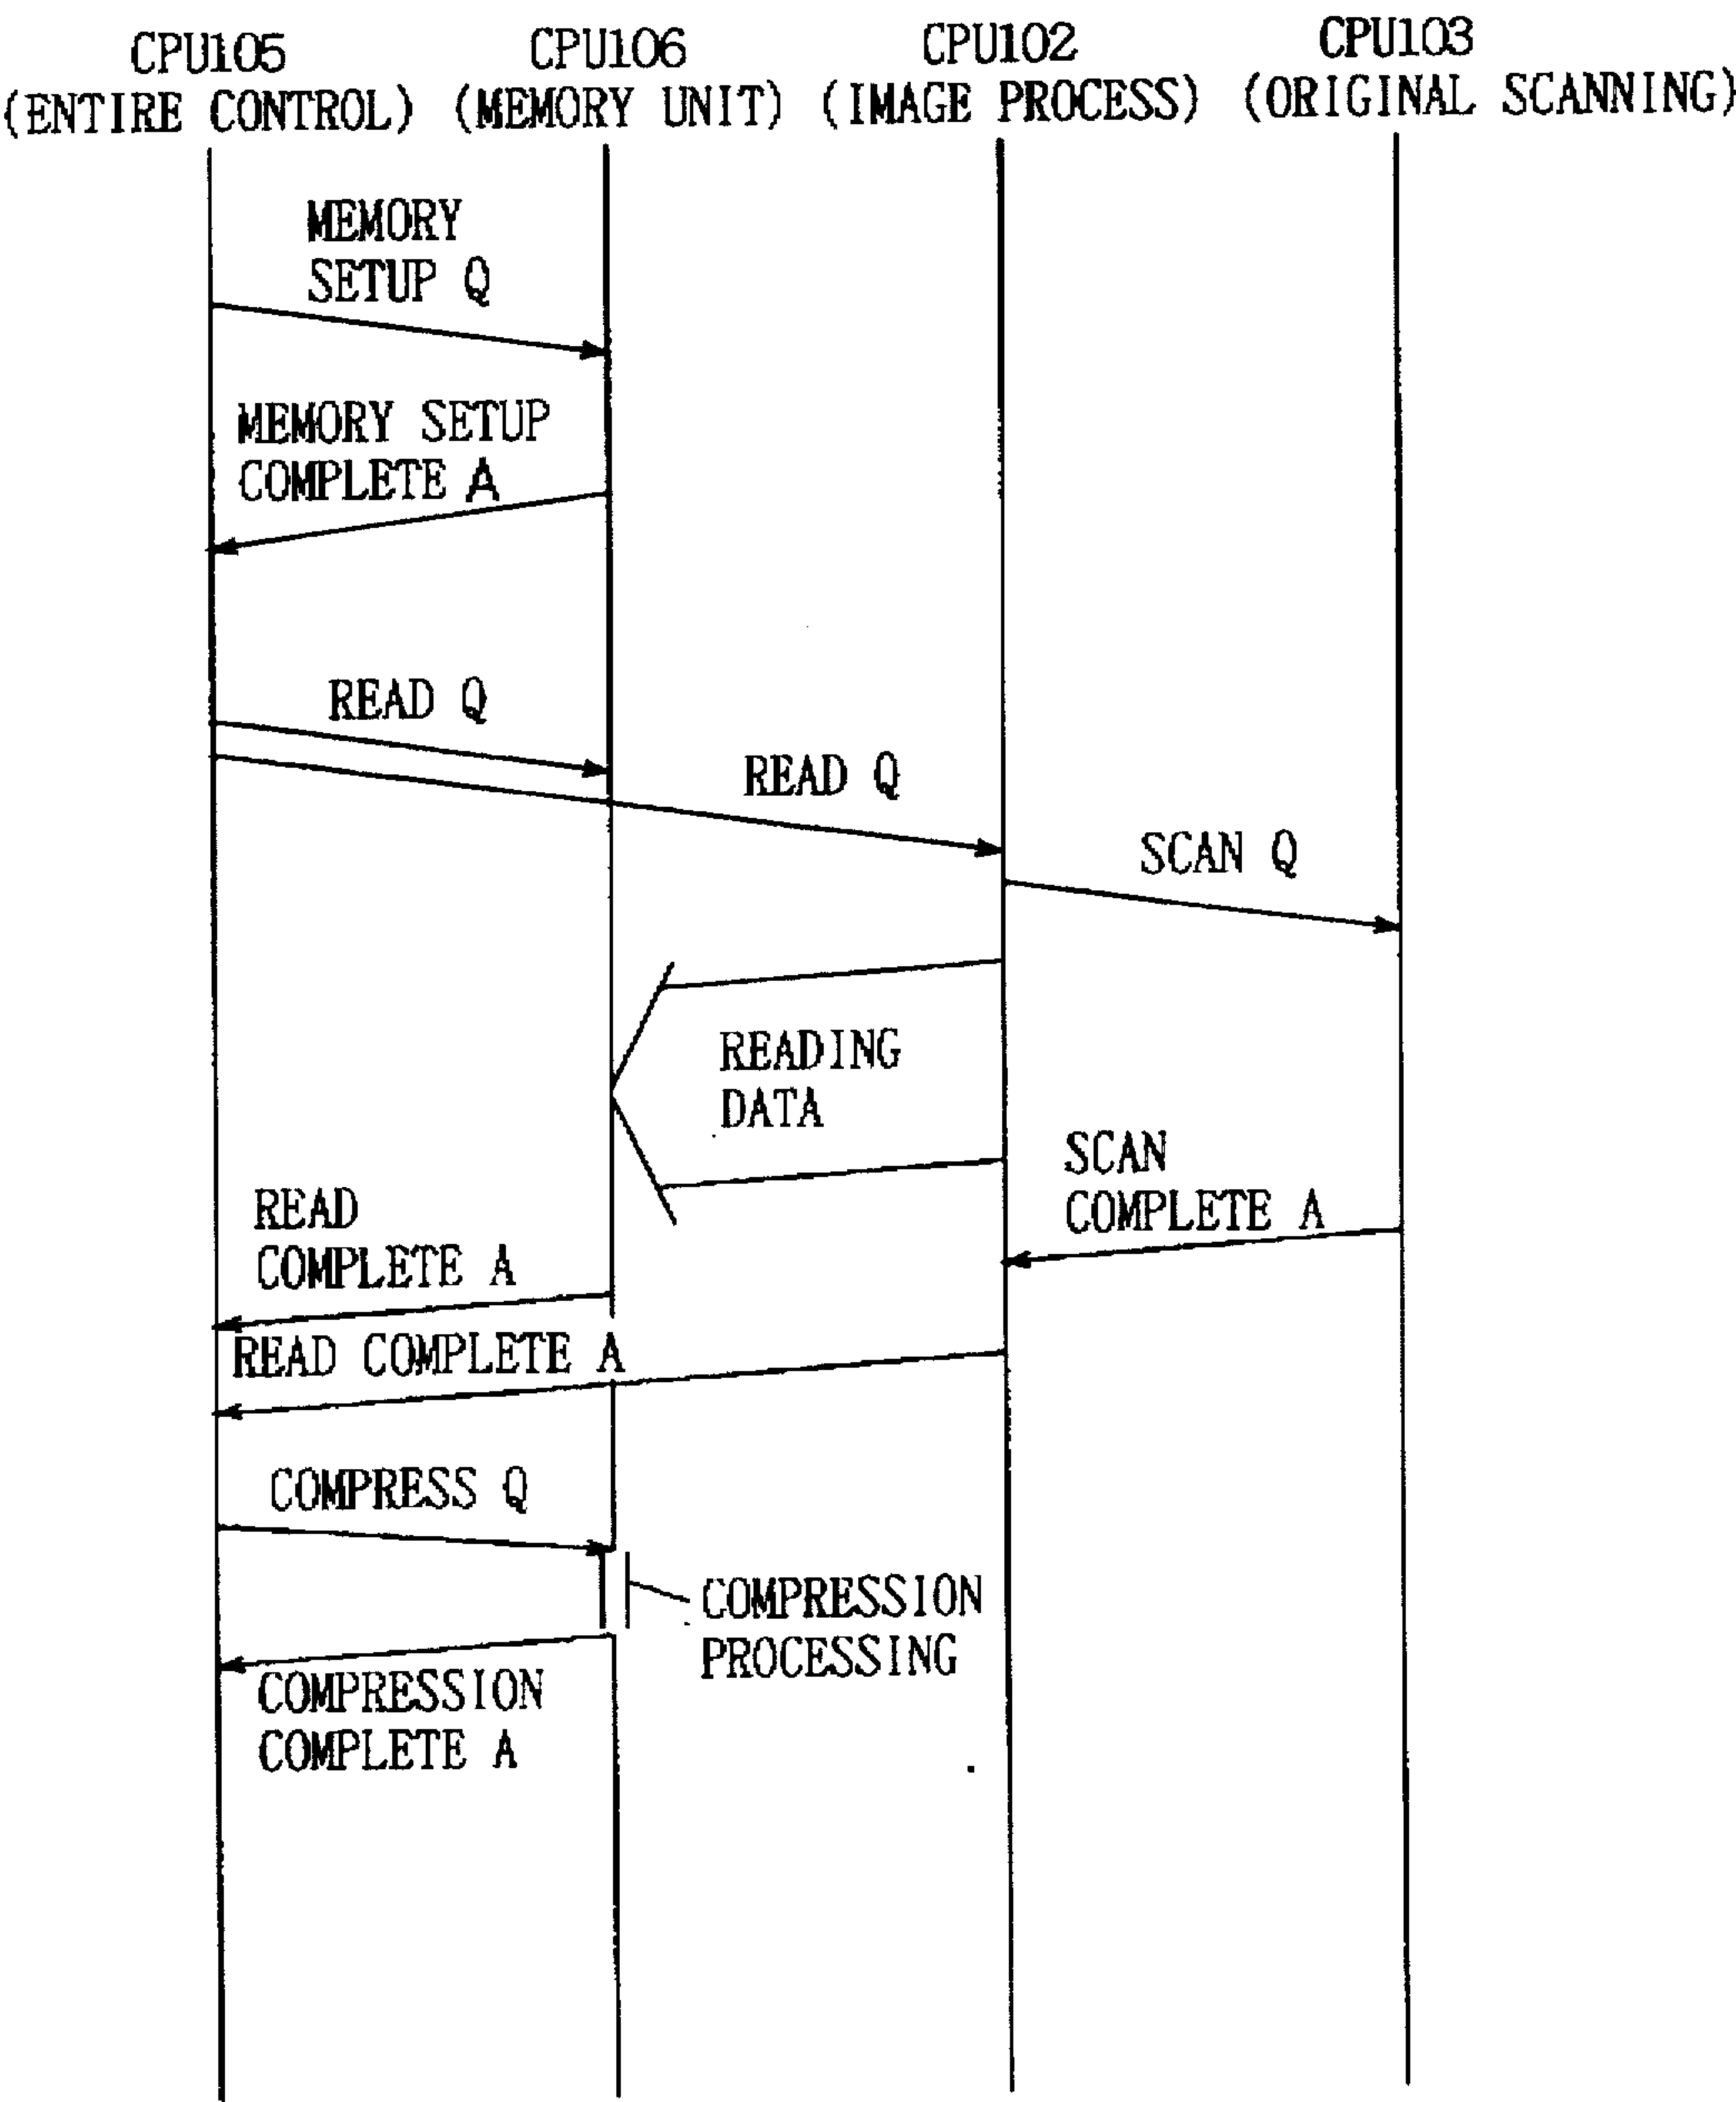 CPU105
(ENTIRE CONTROL)
CPU106
(MEMORY UNIT)
CPU102
(IMAGE PROCESS)
CPU103
(ORIGINAL SCANNING)
MEMORY
SETUP Q
MEMORY SETUP
COMPLETE A
READ Q
READ Q
SCAN Q
READING
DATA
SCAN
COMPLETE A
READ
COMPLETE A
READ COMPLETE A
COMPRESS Q
COMPRESSION
PROCESSING
COMPRESSION
COMPLETE A